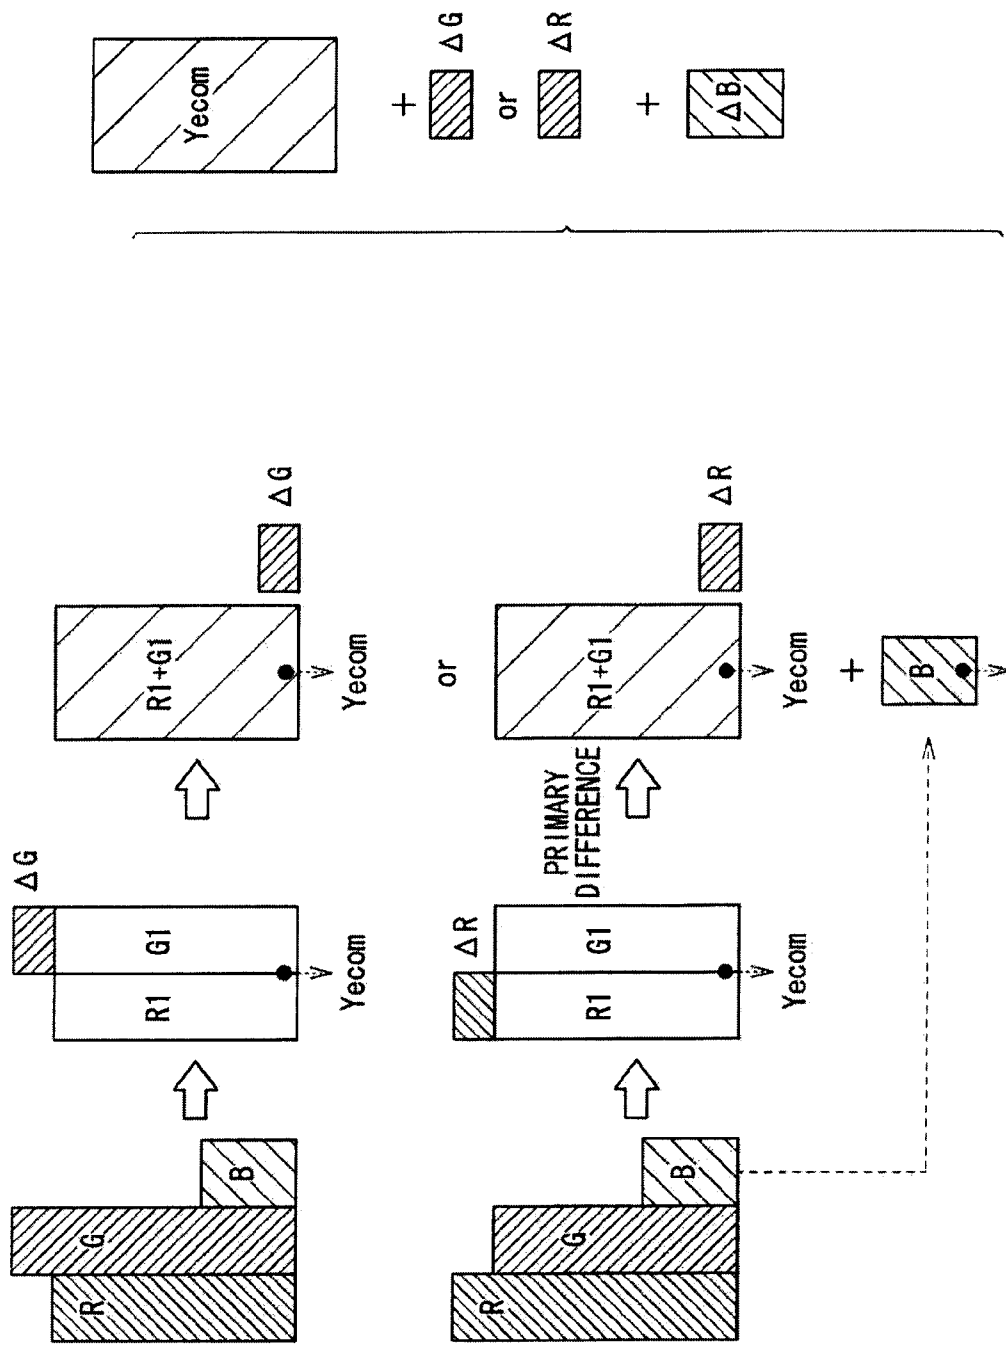 R
G
B
R1
G1
ΔG
Yecom
R1+G1
ΔG
Yecom
or
R
G
B
R1
G1
ΔR
Yecom
PRIMARY
DIFFERENCE
R1+G1
ΔR
Yecom
+
B
Yecom
+
ΔG
or
ΔR
+
ΔB